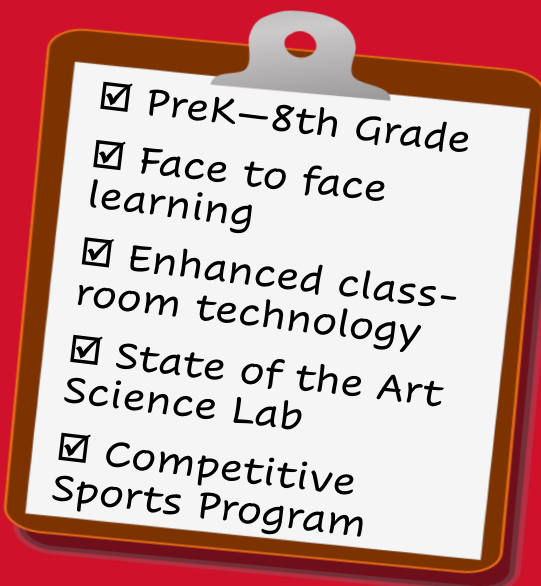 ☑ PreK—8th Grade
☑ Face to face
learning
☑ Enhanced class-
room technology
☑ State of the Art
Science Lab
☑ Competitive
Sports Program